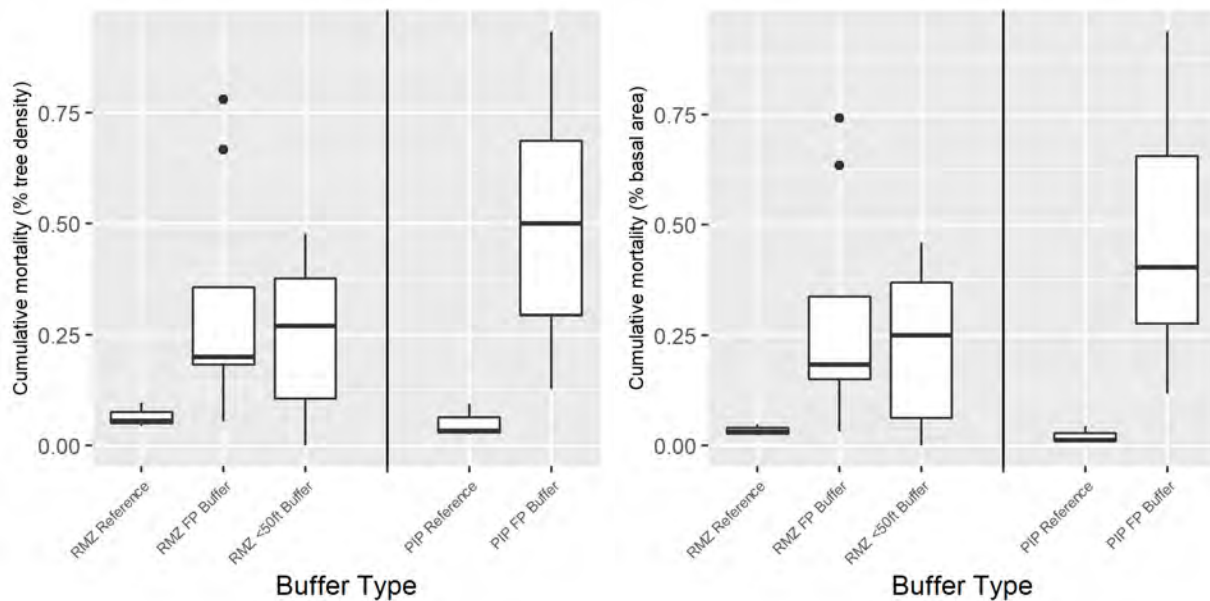 Cumulative mortality (% tree density)
0.75
0.50
0.25
0.00
RMZ Reference
RMZ FP Buffer
RMZ <50ft Buffer
PIP Reference
PIP FP Buffer
Buffer Type
Cumulative mortality (% basal area)
0.75
0.50
0.25
0.00
RMZ Reference
RMZ FP Buffer
RMZ <50ft Buffer
PIP Reference
PIP FP Buffer
Buffer Type